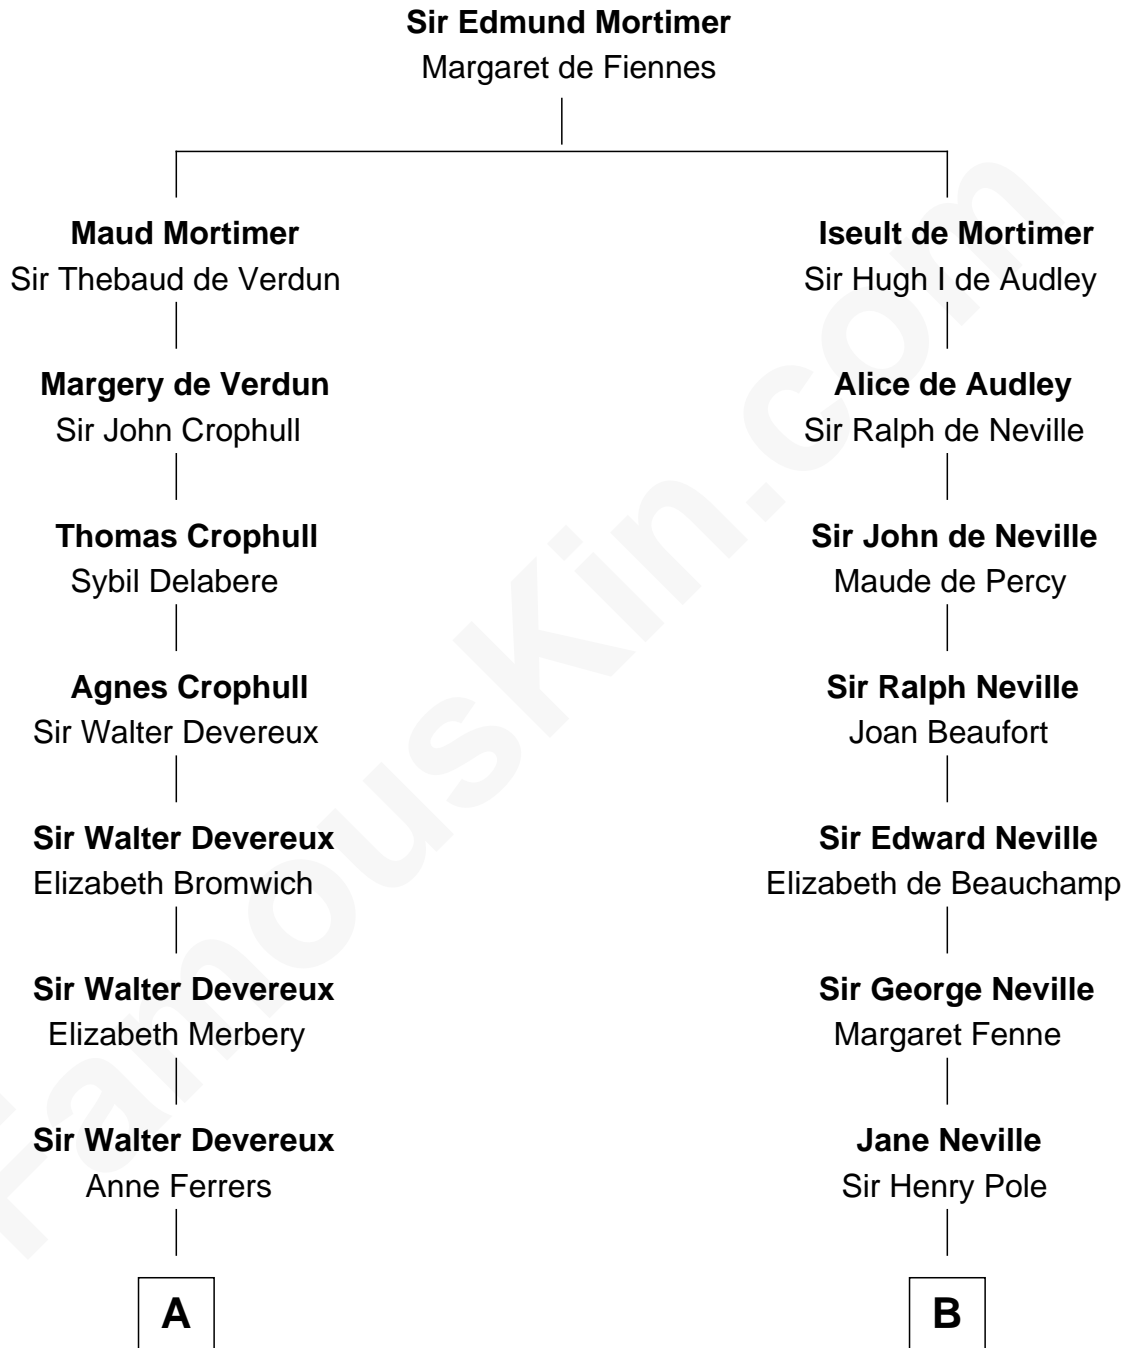 Sir Edmund Mortimer
Margaret de Fiennes
Maud Mortimer
Sir Thebaud de Verdun
Iseult de Mortimer
Sir Hugh I de Audley
Margery de Verdun
Sir John Crophull
Alice de Audley
Sir Ralph de Neville
Thomas Crophull
Sybil Delabere
Sir John de Neville
Maude de Percy
Agnes Crophull
Sir Walter Devereux
Sir Ralph Neville
Joan Beaufort
Sir Walter Devereux
Elizabeth Bromwich
Sir Edward Neville
Elizabeth de Beauchamp
Sir Walter Devereux
Elizabeth Merbery
Sir George Neville
Margaret Fenne
Sir Walter Devereux
Anne Ferrers
Jane Neville
Sir Henry Pole
A
B
FamousKin.com